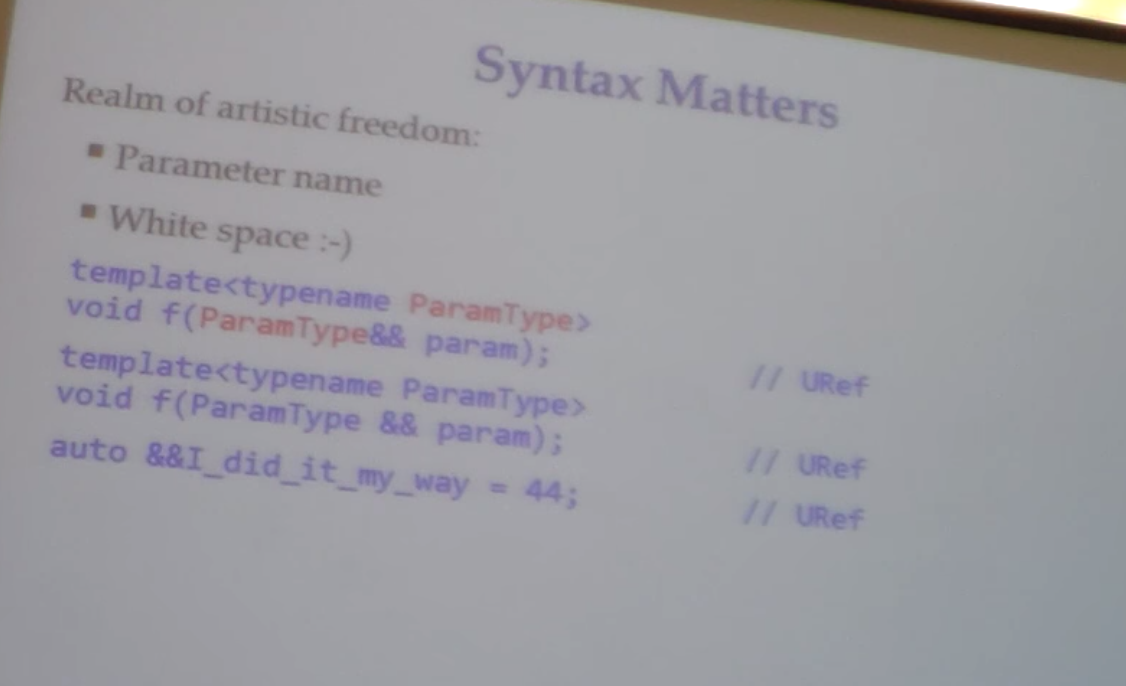 Syntax Matters
Realm of artistic freedom:
▪ Parameter name
▪ White space :-)
template<typename ParamType>
void f(ParamType&& param); // URef
template<typename ParamType>
void f(ParamType && param); // URef
auto &&I_did_it_my_way = 44; // URef